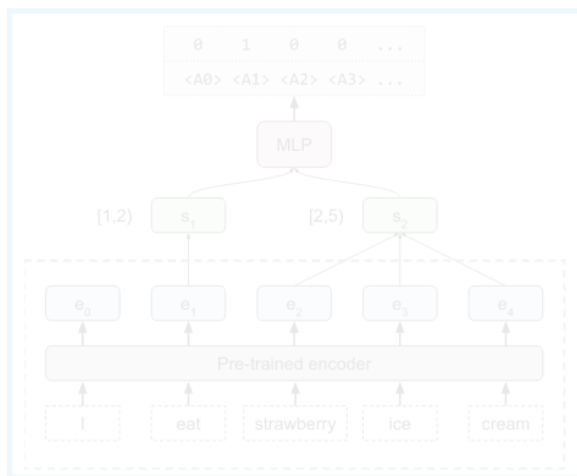 0 1 0 0 ...
<A0> <A1> <A2> <A3> ...
MLP
[1,2) s1 [2,5) s2
e0 e1 e2 e3 e4
Pre-trained encoder
I eat strawberry ice cream